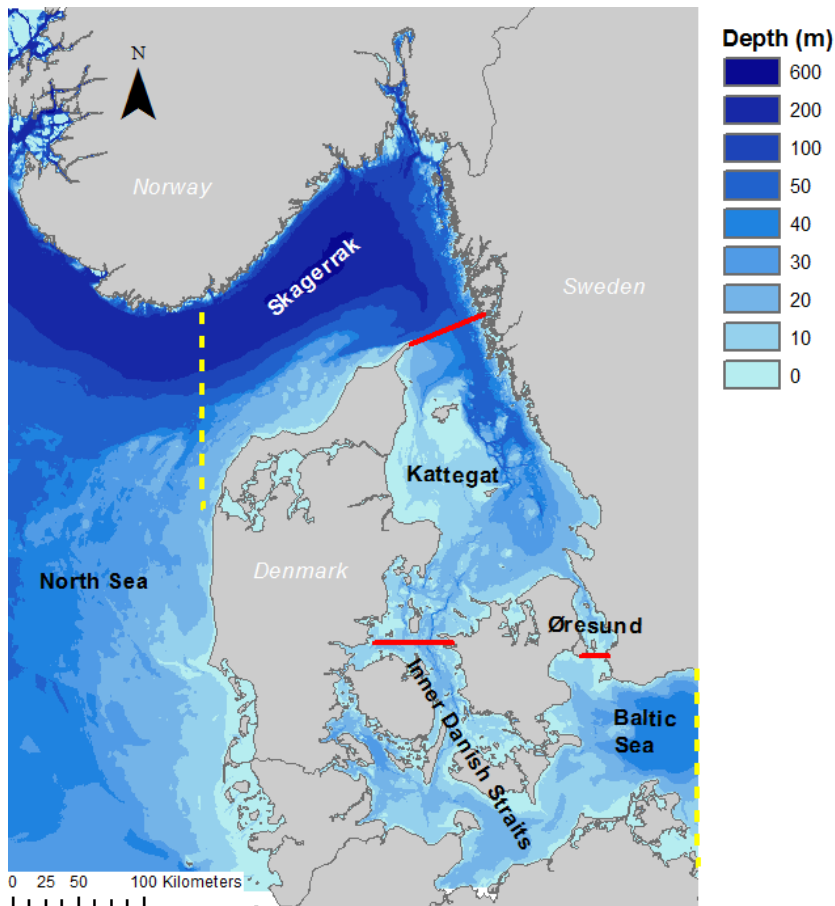 Depth (m)
600
200
100
50
40
30
20
10
0
N
Norway
Skagerrak
Sweden
Kattegat
Denmark
North Sea
Øresund
Inner Danish Straits
Baltic
Sea
0 25 50 100 Kilometers